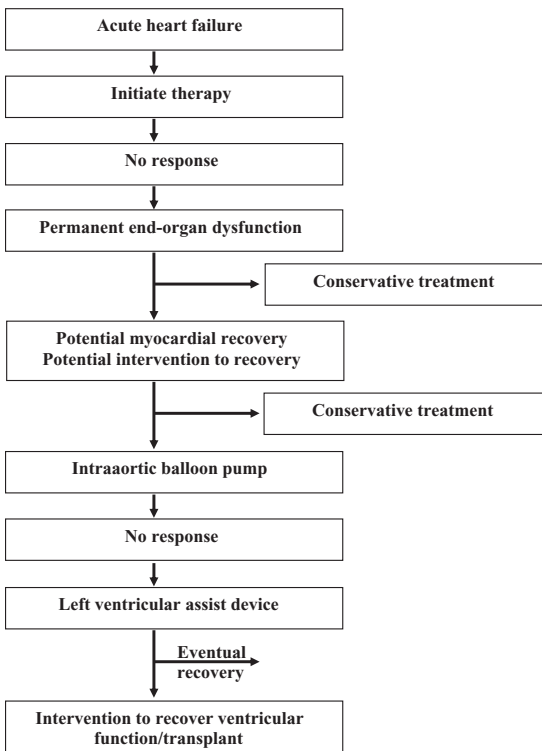 Acute heart failure
Initiate therapy
No response
Permanent end-organ dysfunction
Conservative treatment
Potential myocardial recovery
Potential intervention to recovery
Conservative treatment
Intraaortic balloon pump
No response
Left ventricular assist device
Eventual
recovery
Intervention to recover ventricular
function/transplant